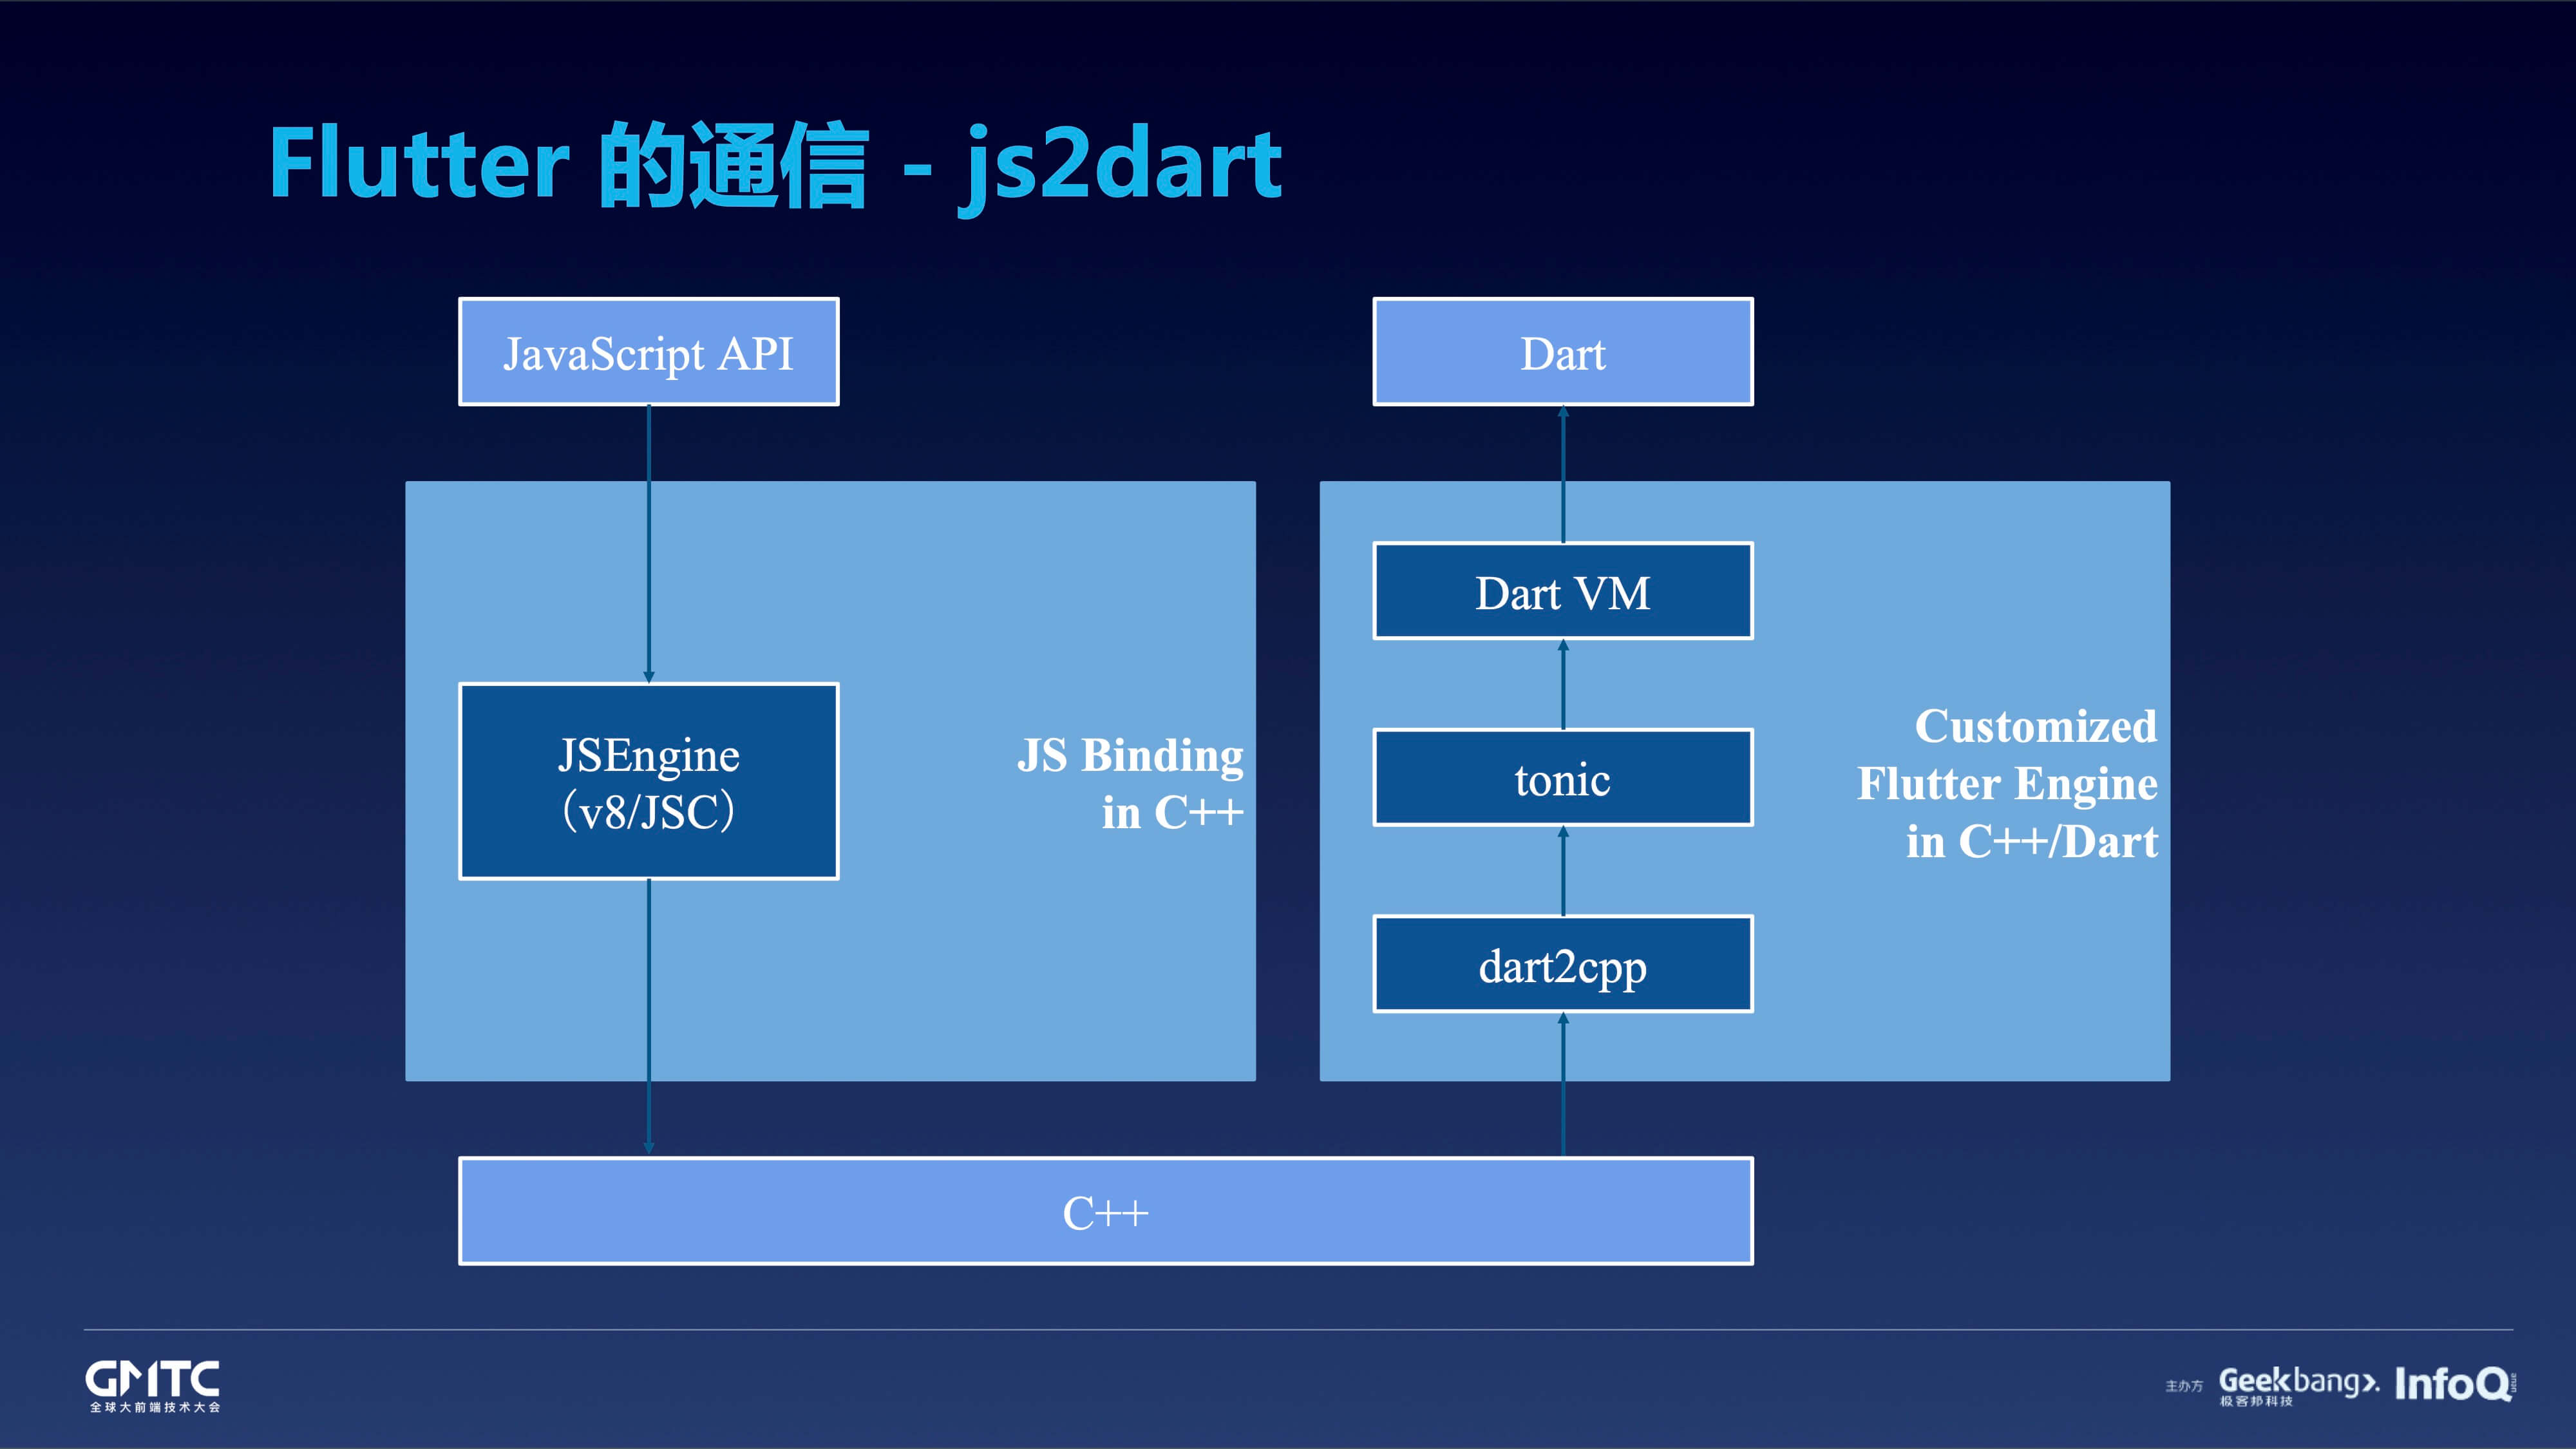 Flutter 的通信 - js2dart
JavaScript API
Dart
JSEngine
（v8/JSC）
JS Binding
in C++
Dart VM
tonic
dart2cpp
Customized
Flutter Engine
in C++/Dart
C++
GMTC
全球大前端技术大会
主办方
Geekbang>.
极客邦科技
InfoQ